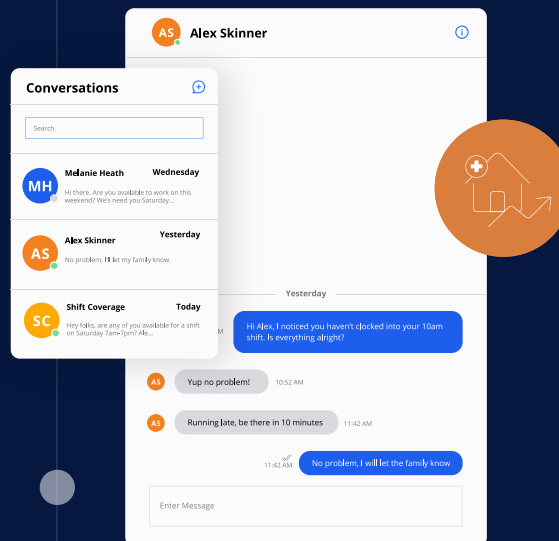 AS
Alex Skinner
Conversations
Search
MH
Melanie Heath
Wednesday
Hi there. Are you available to work on this
weekend? We's need you Saturday...
AS
Alex Skinner
Yesterday
No problem, I'll let my family know.
SC
Shift Coverage
Today
Hey folks, are any of you available for a shift
on Saturday 7am-7pm? Ale...
Yesterday
Hi Alex, I noticed you haven't clocked into your 10am
shift. Is everything alright?
AS
Yup no problem!
10:52 AM
AS
Running late, be there in 10 minutes
11:42 AM
11:42 AM
No problem, I will let the family know
Enter Message